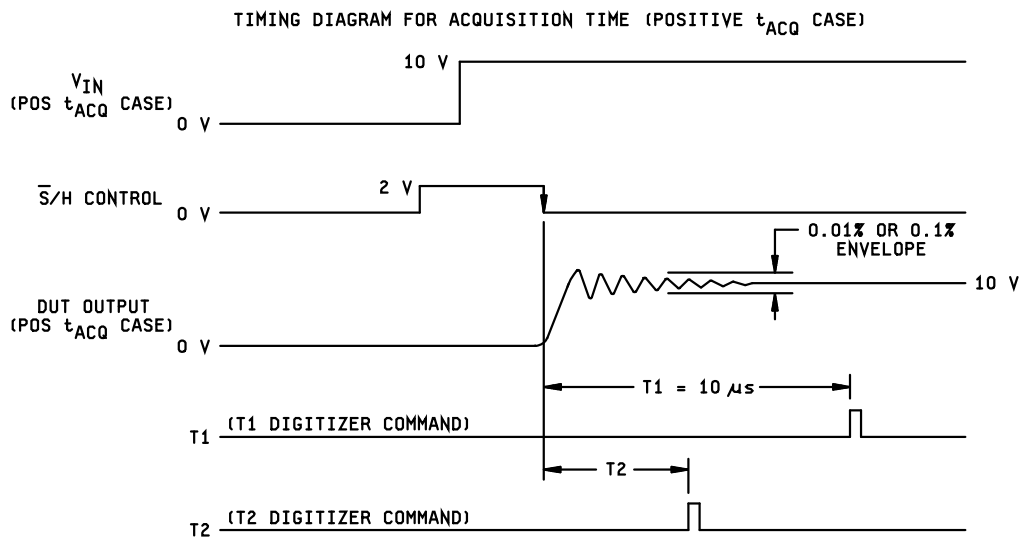 TIMING DIAGRAM FOR ACQUISITION TIME (POSITIVE tACQ CASE)
10 V
VIN
(POS tACQ CASE)
0 V
2 V
S̅/H CONTROL
0 V
0.01% OR 0.1%
ENVELOPE
10 V
DUT OUTPUT
(POS tACQ CASE)
0 V
T1 = 10 µs
(T1 DIGITIZER COMMAND)
T1
T2
(T2 DIGITIZER COMMAND)
T2